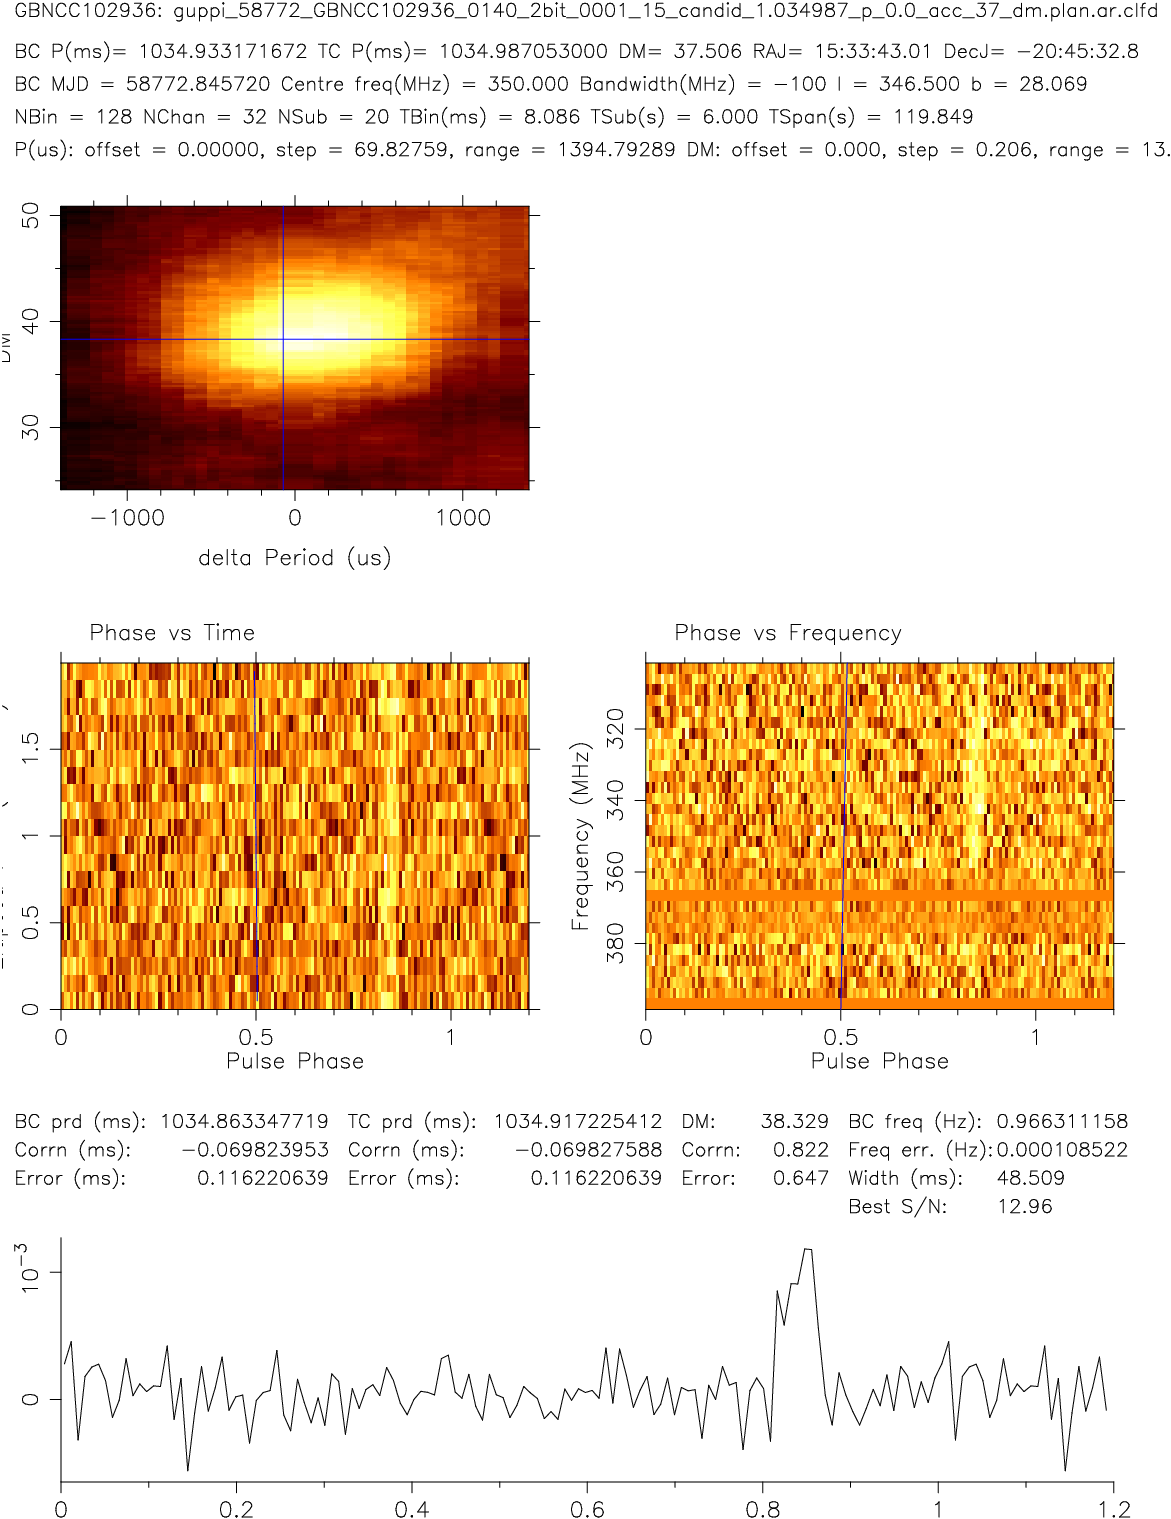 GBNCC102936: guppi_58772_GBNCC102936_0140_2bit_0001_15_candid_1.034987_p_0.0_acc_37_dm.plan.ar.clfd
BC P(ms)= 1034.933171672 TC P(ms)= 1034.987053000 DM= 37.506 RAJ= 15:33:43.01 DecJ= −20:45:32.8
BC MJD = 58772.845720 Centre freq(MHz) = 350.000 Bandwidth(MHz) = −100 l = 346.500 b = 28.069
NBin = 128 NChan = 32 NSub = 20 TBin(ms) = 8.086 TSub(s) = 6.000 TSpan(s) = 119.849
P(us): offset = 0.00000, step = 69.82759, range = 1394.79289 DM: offset = 0.000, step = 0.206, range = 13.
50
40
30
DM
−1000 0 1000
delta Period (us)
Phase vs Time
1.5
1
0.5
0
0 0.5 1
Pulse Phase
Phase vs Frequency
320
340
360
380
Frequency (MHz)
0 0.5 1
Pulse Phase
BC prd (ms): 1034.863347719 TC prd (ms): 1034.917225412 DM: 38.329 BC freq (Hz): 0.966311158
Corrn (ms): −0.069823953 Corrn (ms): −0.069827588 Corrn: 0.822 Freq err. (Hz): 0.000108522
Error (ms): 0.116220639 Error (ms): 0.116220639 Error: 0.647 Width (ms): 48.509
Best S/N: 12.96
10−3
0
0 0.2 0.4 0.6 0.8 1 1.2